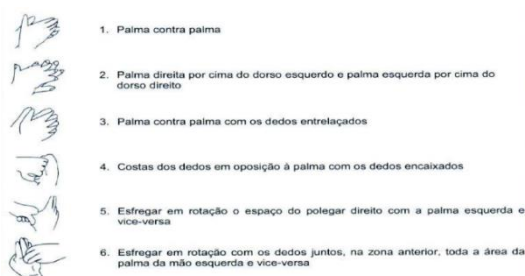 1. Palma contra palma
2. Palma direita por cima do dorso esquerdo e palma esquerda por cima do
dorso direito
3. Palma contra palma com os dedos entrelaçados
4. Costas dos dedos em oposição à palma com os dedos encaixados
5. Esfregar em rotação o espaço do polegar direito com a palma esquerda e
vice-versa
6. Esfregar em rotação com os dedos juntos, na zona anterior, toda a área da
palma da mão esquerda e vice-versa